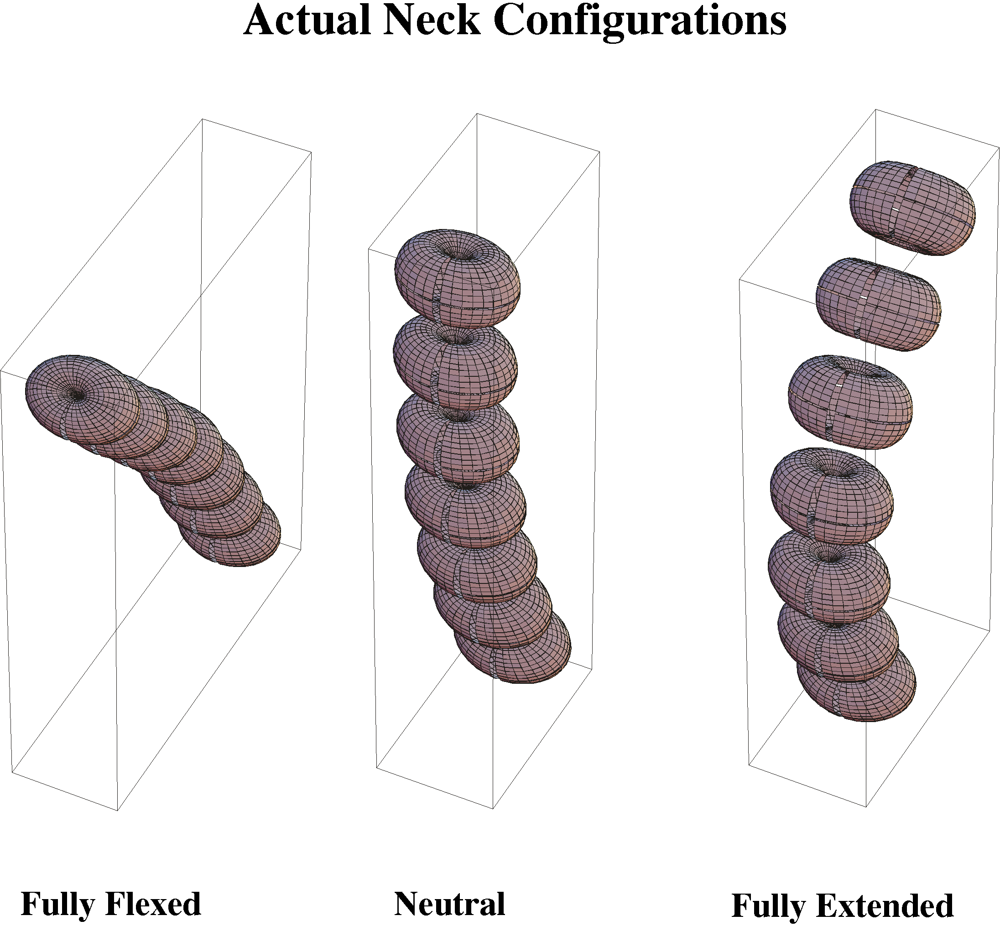 Actual Neck Configurations
Fully Flexed
Neutral
Fully Extended